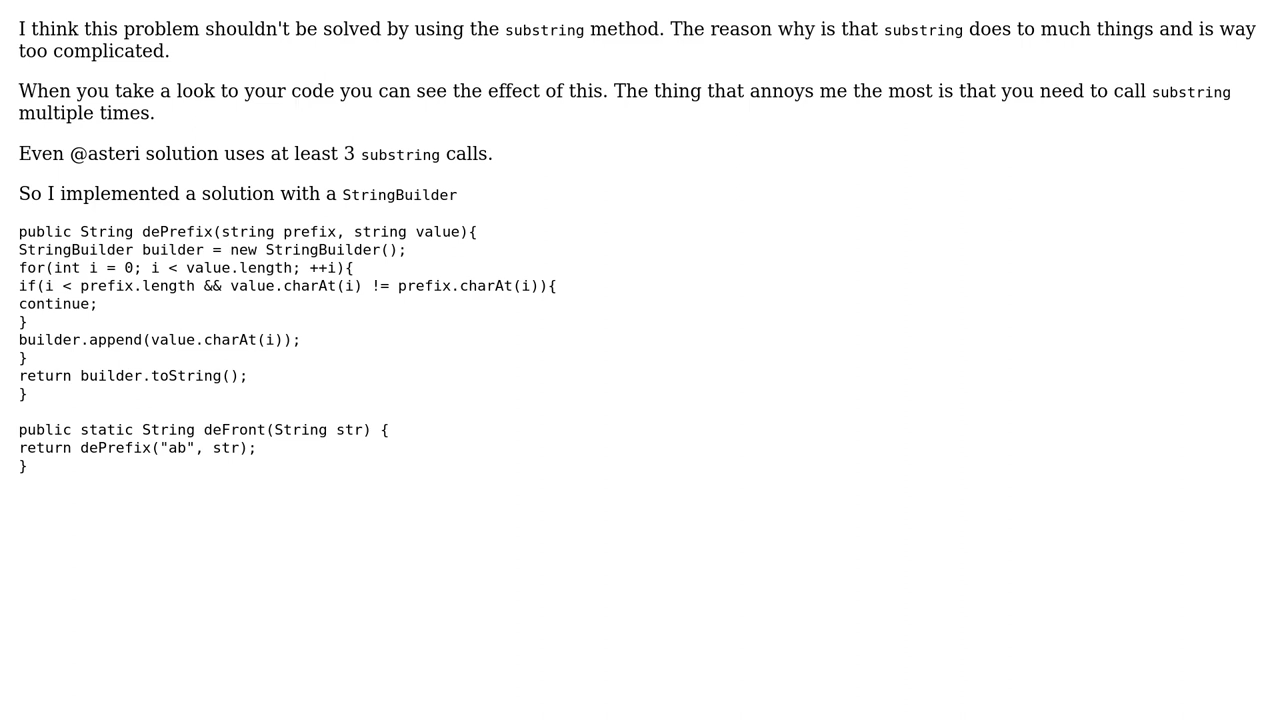 I think this problem shouldn't be solved by using the substring method. The reason why is that substring does to much things and is way
too complicated.
When you take a look to your code you can see the effect of this. The thing that annoys me the most is that you need to call substring
multiple times.
Even @asteri solution uses at least 3 substring calls.
So I implemented a solution with a StringBuilder
public String dePrefix(string prefix, string value){
StringBuilder builder = new StringBuilder();
for(int i = 0; i < value.length; ++i){
if(i < prefix.length && value.charAt(i) != prefix.charAt(i)){
continue;
}
builder.append(value.charAt(i));
}
return builder.toString();
}
public static String deFront(String str) {
return dePrefix("ab", str);
}